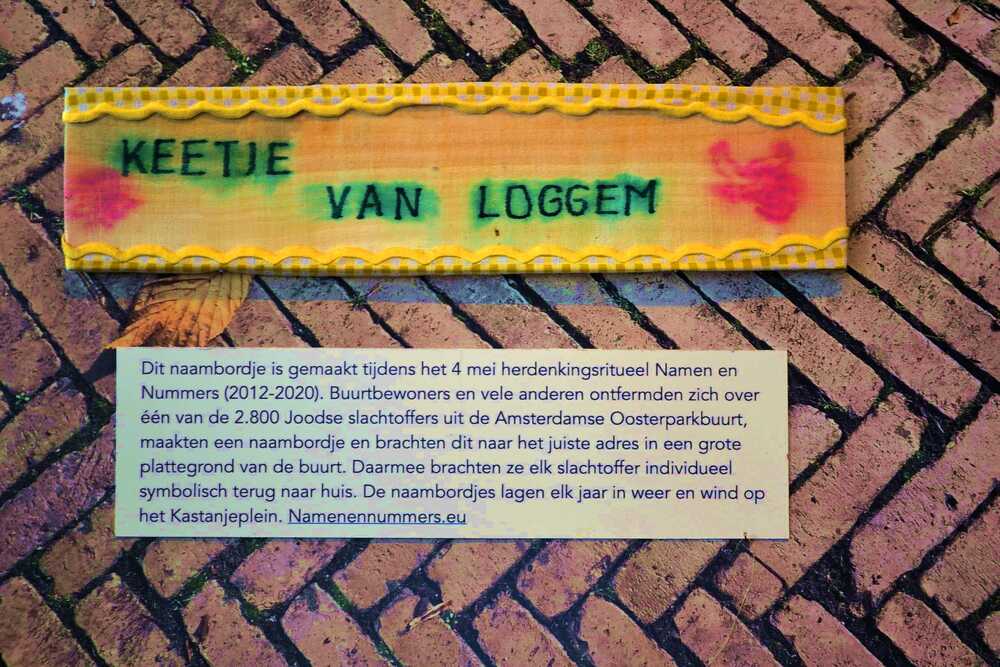 KEETJE
VAN LOGGEM
Dit naambordje is gemaakt tijdens het 4 mei herdenkingsritueel Namen en
Nummers (2012-2020). Buurtbewoners en vele anderen ontfermden zich over
één van de 2.800 Joodse slachtoffers uit de Amsterdamse Oosterparkbuurt,
maakten een naambordje en brachten dit naar het juiste adres in een grote
plattegrond van de buurt. Daarmee brachten ze elk slachtoffer individueel
symbolisch terug naar huis. De naambordjes lagen elk jaar in weer en wind op
het Kastanjeplein. Namenennummers.eu